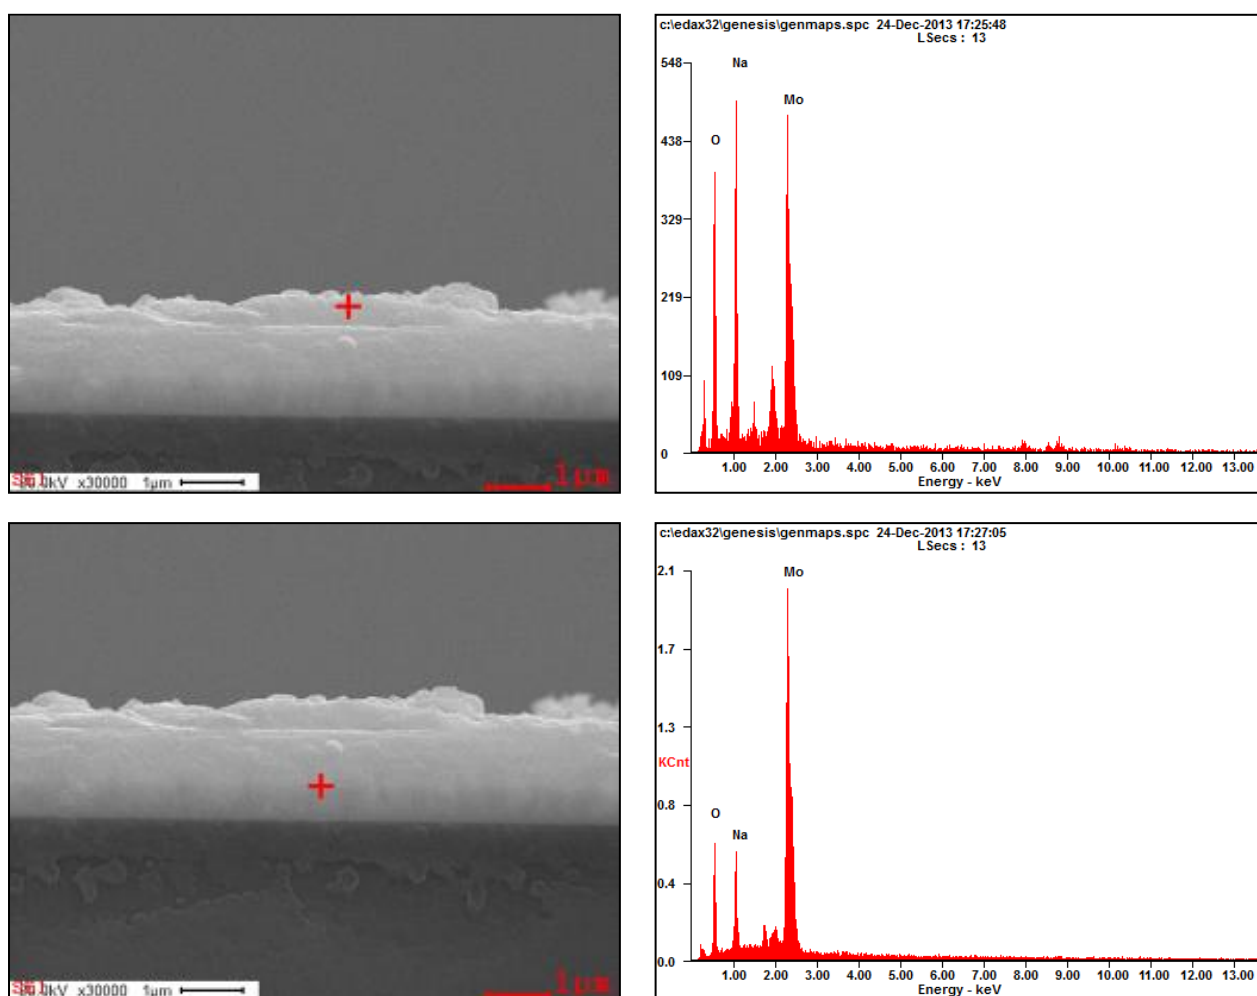 c:\edax32\genesis\genmaps.spc 24-Dec-2013 17:25:48
LSecs : 13
548
438
329
219
109
0
Na
Mo
O
1.00 2.00 3.00 4.00 5.00 6.00 7.00 8.00 9.00 10.00 11.00 12.00 13.00
Energy - keV
x30000 1µm
1µm
c:\edax32\genesis\genmaps.spc 24-Dec-2013 17:27:05
LSecs : 13
2.1
1.7
1.3
KCnt
0.8
0.4
0.0
Mo
O
Na
1.00 2.00 3.00 4.00 5.00 6.00 7.00 8.00 9.00 10.00 11.00 12.00 13.00
Energy - keV
x30000 1µm
1µm